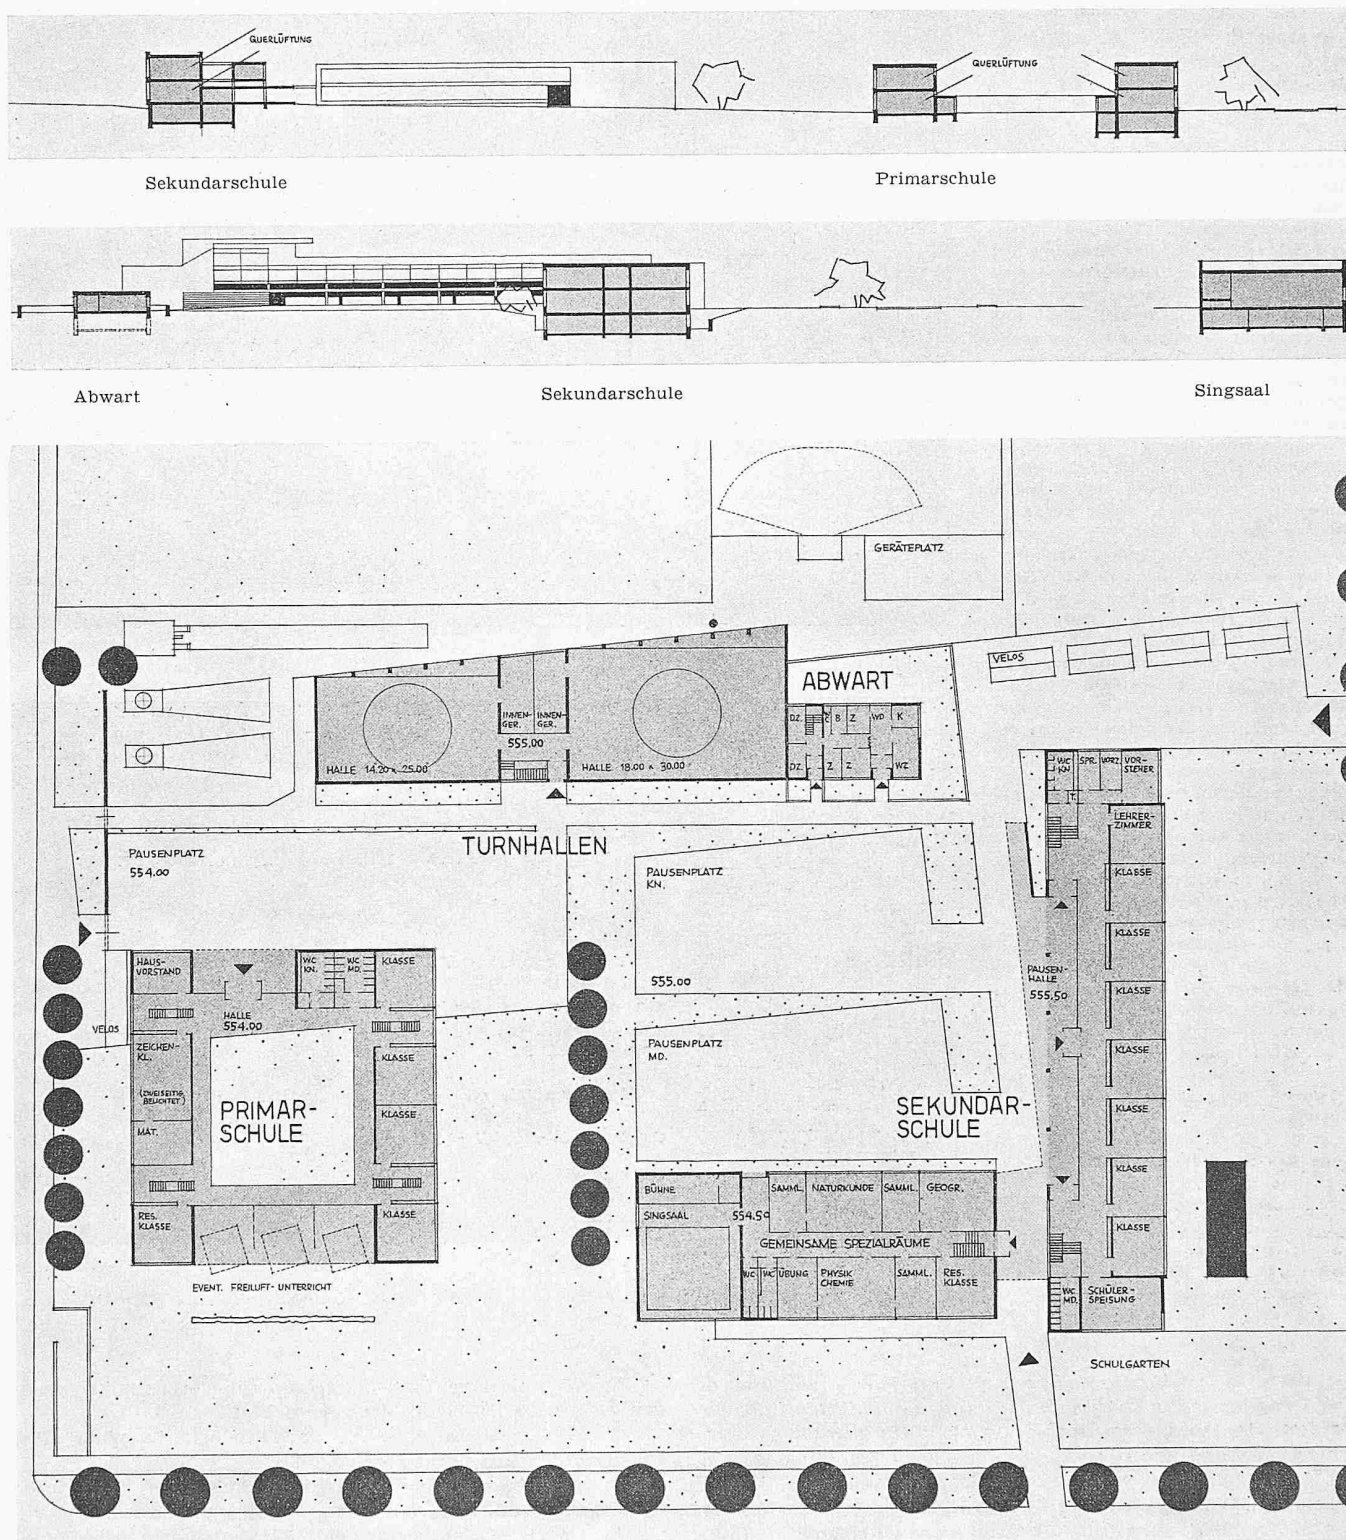 QUERLÜFTUNG
QUERLÜFTUNG
Sekundarschule
Primarschule
Abwart
Sekundarschule
Singsaal
GERÄTEPLATZ
VELOS
ABWART
INNEN-
GER.
INNEN-
GER.
555.00
HALLE 14.20 x 25.00
HALLE 18.00 x 30.00
DZ.
B
Z
WD
K
DZ
Z
Z
WZ
WC
KN
SPR.
VORZ.
VOR-
STEHER
T.
LEHRER-
ZIMMER
TURNHALLEN
PAUSENPLATZ
554.00
PAUSENPLATZ
KN.
555.00
KLASSE
KLASSE
KLASSE
KLASSE
KLASSE
KLASSE
KLASSE
PAUSEN-
HALLE
555.50
HAUS-
VORSTAND
WC
KN.
WC
MD.
KLASSE
HALLE
554.00
VELOS
ZEICHEN-
KL.
(ZWEISEITIG
BELICHTET)
MAT.
KLASSE
KLASSE
PRIMAR-
SCHULE
RES.
KLASSE
KLASSE
EVENT. FREILUFT-UNTERRICHT
PAUSENPLATZ
MD.
SEKUNDAR-
SCHULE
BÜHNE
SINGSAAL
554.50
SAMML.
NATURKUNDE
SAMML.
GEOGR.
GEMEINSAME SPEZIALRÄUME
WC
WC
ÜBUNG
PHYSIK
CHEMIE
SAMML.
RES.
KLASSE
WC
MD.
SCHÜLER-
SPEISUNG
SCHULGARTEN